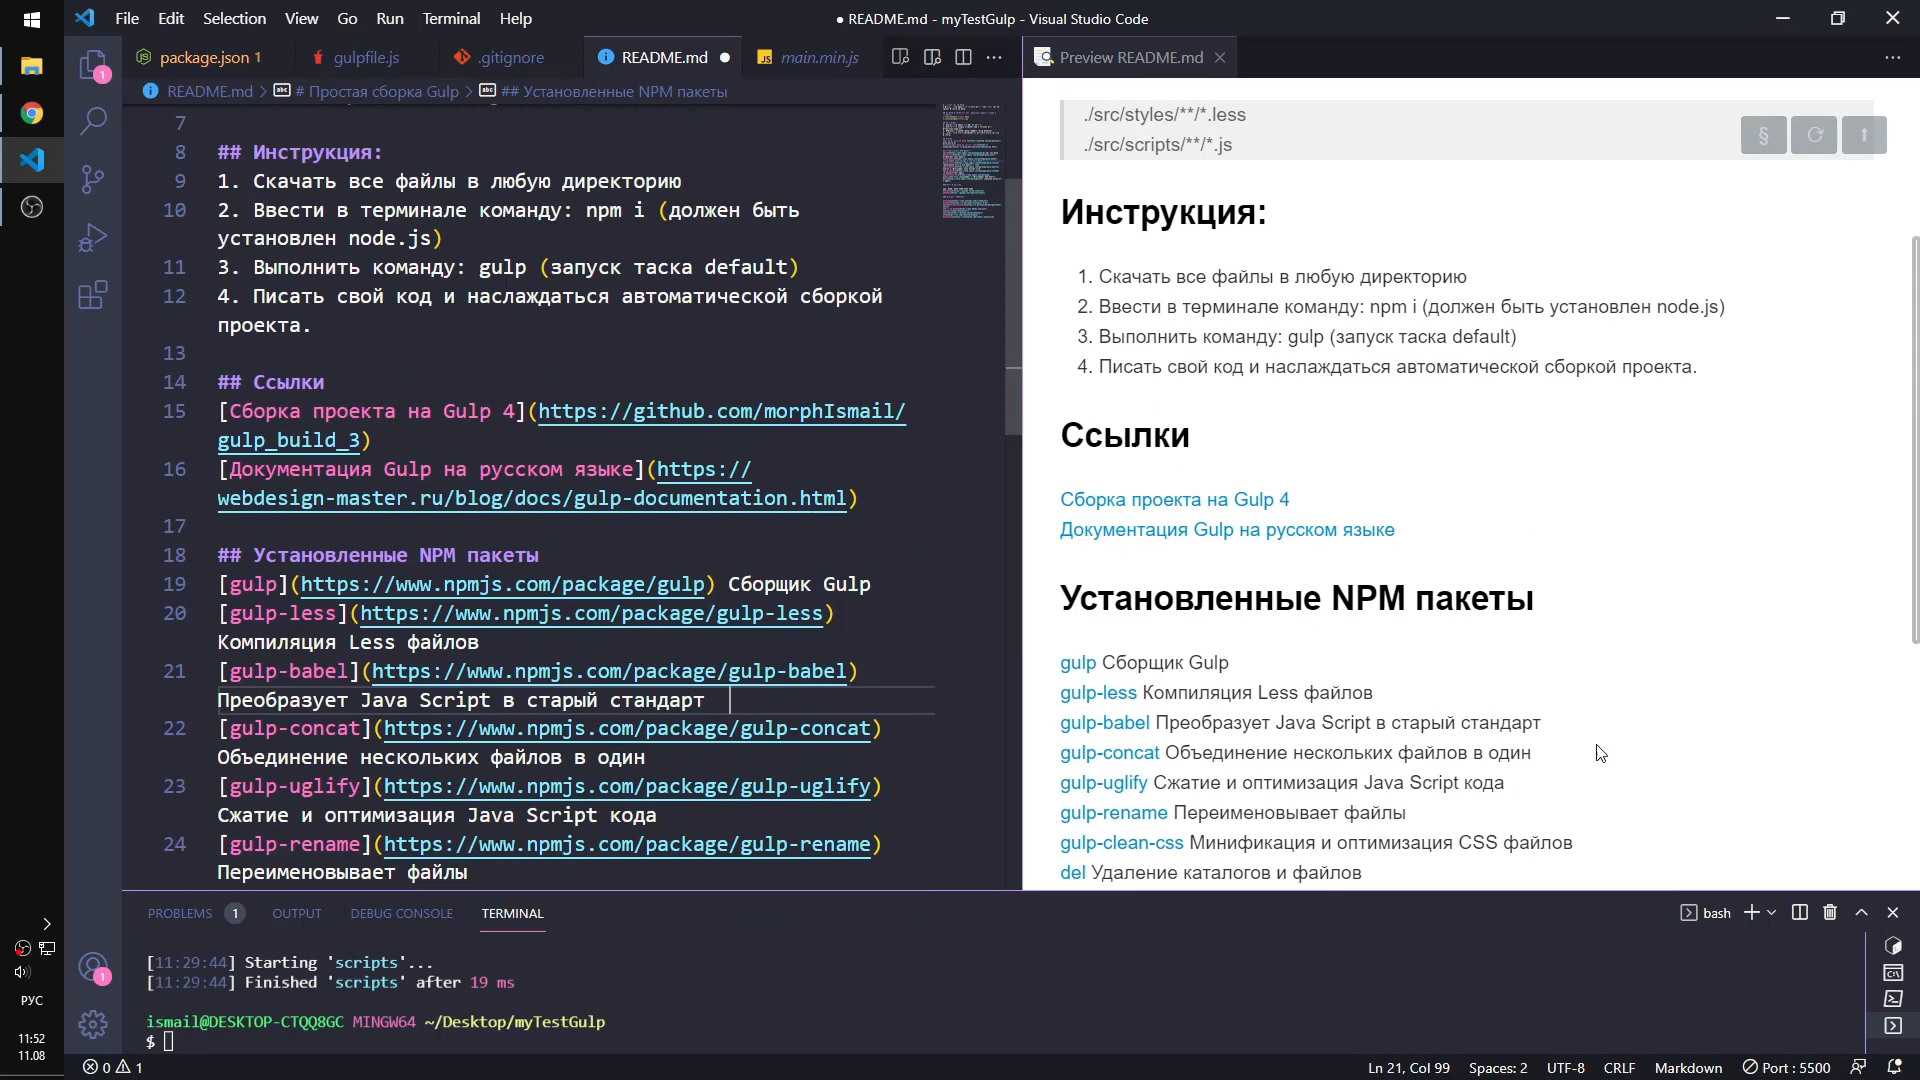 File Edit Selection View Go Run Terminal Help
● README.md - myTestGulp - Visual Studio Code
package.json 1
gulpfile.js
.gitignore
README.md
main.min.js
Preview README.md
README.md > # Простая сборка Gulp > ## Установленные NPM пакеты
7
8 ## Инструкция:
9 1. Скачать все файлы в любую директорию
10 2. Ввести в терминале команду: npm i (должен быть
установлен node.js)
11 3. Выполнить команду: gulp (запуск таска default)
12 4. Писать свой код и наслаждаться автоматической сборкой
проекта.
13
14 ## Ссылки
15 [Сборка проекта на Gulp 4](https://github.com/morphIsmail/
gulp_build_3)
16 [Документация Gulp на русском языке](https://
webdesign-master.ru/blog/docs/gulp-documentation.html)
17
18 ## Установленные NPM пакеты
19 [gulp](https://www.npmjs.com/package/gulp) Сборщик Gulp
20 [gulp-less](https://www.npmjs.com/package/gulp-less)
Компиляция Less файлов
21 [gulp-babel](https://www.npmjs.com/package/gulp-babel)
Преобразует Java Script в старый стандарт
22 [gulp-concat](https://www.npmjs.com/package/gulp-concat)
Объединение нескольких файлов в один
23 [gulp-uglify](https://www.npmjs.com/package/gulp-uglify)
Сжатие и оптимизация Java Script кода
24 [gulp-rename](https://www.npmjs.com/package/gulp-rename)
Переименовывает файлы
./src/styles/**/*.less
./src/scripts/**/*.js
§
Инструкция:
1. Скачать все файлы в любую директорию
2. Ввести в терминале команду: npm i (должен быть установлен node.js)
3. Выполнить команду: gulp (запуск таска default)
4. Писать свой код и наслаждаться автоматической сборкой проекта.
Ссылки
Сборка проекта на Gulp 4
Документация Gulp на русском языке
Установленные NPM пакеты
gulp Сборщик Gulp
gulp-less Компиляция Less файлов
gulp-babel Преобразует Java Script в старый стандарт
gulp-concat Объединение нескольких файлов в один
gulp-uglify Сжатие и оптимизация Java Script кода
gulp-rename Переименовывает файлы
gulp-clean-css Минификация и оптимизация CSS файлов
del Удаление каталогов и файлов
PROBLEMS 1 OUTPUT DEBUG CONSOLE TERMINAL
bash
[11:29:44] Starting 'scripts'...
[11:29:44] Finished 'scripts' after 19 ms
ismail@DESKTOP-CTQQ8GC MINGW64 ~/Desktop/myTestGulp
$
1
1
РУС
11:52
11.08
0 1
Ln 21, Col 99 Spaces: 2 UTF-8 CRLF Markdown Port : 5500